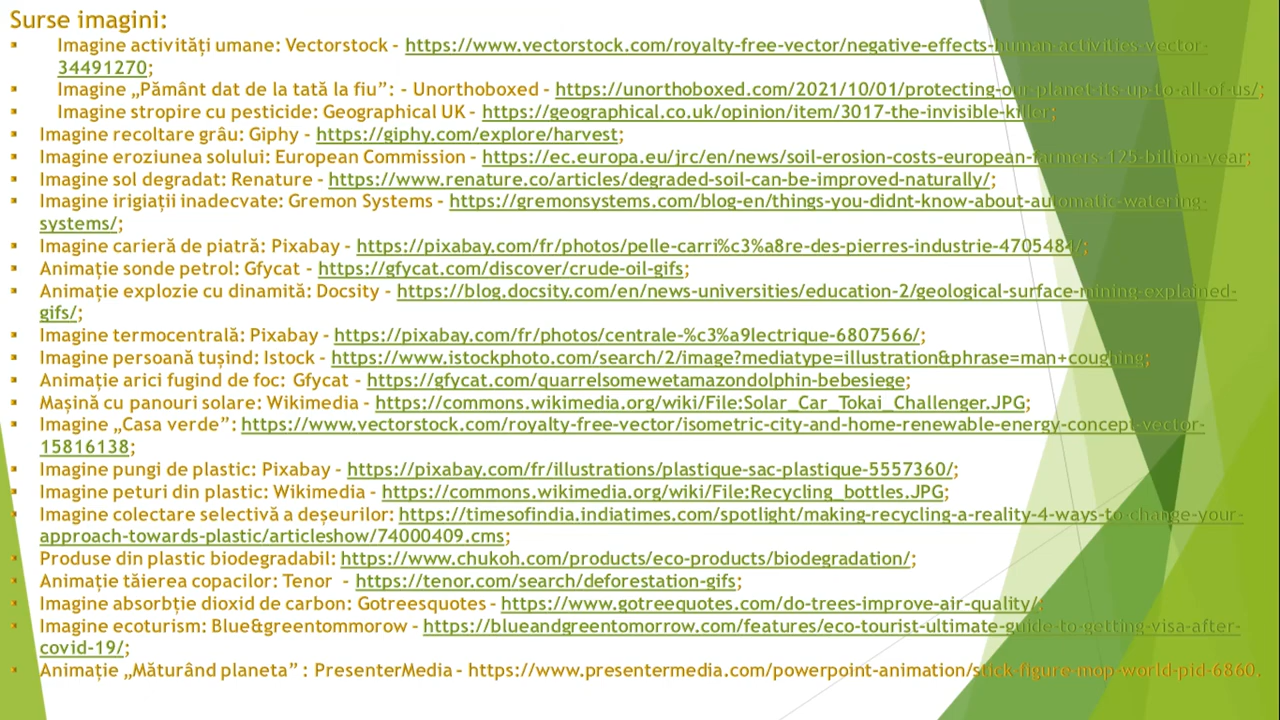 Surse imagini:
▪ Imagine activități umane: Vectorstock - https://www.vectorstock.com/royalty-free-vector/negative-effects-human-activities-vector-
34491270;
▪ Imagine „Pământ dat de la tată la fiu”: - Unorthoboxed - https://unorthoboxed.com/2021/10/01/protecting-our-planet-its-up-to-all-of-us/;
▪ Imagine stropire cu pesticide: Geographical UK - https://geographical.co.uk/opinion/item/3017-the-invisible-killer;
▪ Imagine recoltare grâu: Giphy - https://giphy.com/explore/harvest;
▪ Imagine eroziunea solului: European Commission - https://ec.europa.eu/jrc/en/news/soil-erosion-costs-european-farmers-125-billion-year;
▪ Imagine sol degradat: Renature - https://www.renature.co/articles/degraded-soil-can-be-improved-naturally/;
▪ Imagine irigiații inadecvate: Gremon Systems - https://gremonsystems.com/blog-en/things-you-didnt-know-about-automatic-watering-
systems/;
▪ Imagine carieră de piatră: Pixabay - https://pixabay.com/fr/photos/pelle-carri%c3%a8re-des-pierres-industrie-4705484/;
▪ Animație sonde petrol: Gfycat - https://gfycat.com/discover/crude-oil-gifs;
▪ Animație explozie cu dinamită: Docsity - https://blog.docsity.com/en/news-universities/education-2/geological-surface-mining-explained-
gifs/;
▪ Imagine termocentrală: Pixabay - https://pixabay.com/fr/photos/centrale-%c3%a9lectrique-6807566/;
▪ Imagine persoană tușind: Istock - https://www.istockphoto.com/search/2/image?mediatype=illustration&phrase=man+coughing;
▪ Animație arici fugind de foc: Gfycat - https://gfycat.com/quarrelsomewetamazondolphin-bebesiege;
▪ Mașină cu panouri solare: Wikimedia - https://commons.wikimedia.org/wiki/File:Solar_Car_Tokai_Challenger.JPG;
▪ Imagine „Casa verde”: https://www.vectorstock.com/royalty-free-vector/isometric-city-and-home-renewable-energy-concept-vector-
15816138;
▪ Imagine pungi de plastic: Pixabay - https://pixabay.com/fr/illustrations/plastique-sac-plastique-5557360/;
▪ Imagine peturi din plastic: Wikimedia - https://commons.wikimedia.org/wiki/File:Recycling_bottles.JPG;
▪ Imagine colectare selectivă a deșeurilor: https://timesofindia.indiatimes.com/spotlight/making-recycling-a-reality-4-ways-to-change-your-
approach-towards-plastic/articleshow/74000409.cms;
▪ Produse din plastic biodegradabil: https://www.chukoh.com/products/eco-products/biodegradation/;
▪ Animație tăierea copacilor: Tenor - https://tenor.com/search/deforestation-gifs;
▪ Imagine absorbție dioxid de carbon: Gotreesquotes - https://www.gotreequotes.com/do-trees-improve-air-quality/;
▪ Imagine ecoturism: Blue&greentommorow - https://blueandgreentomorrow.com/features/eco-tourist-ultimate-guide-to-getting-visa-after-
covid-19/;
▪ Animație „Măturând planeta” : PresenterMedia - https://www.presentermedia.com/powerpoint-animation/stick-figure-mop-world-pid-6860.